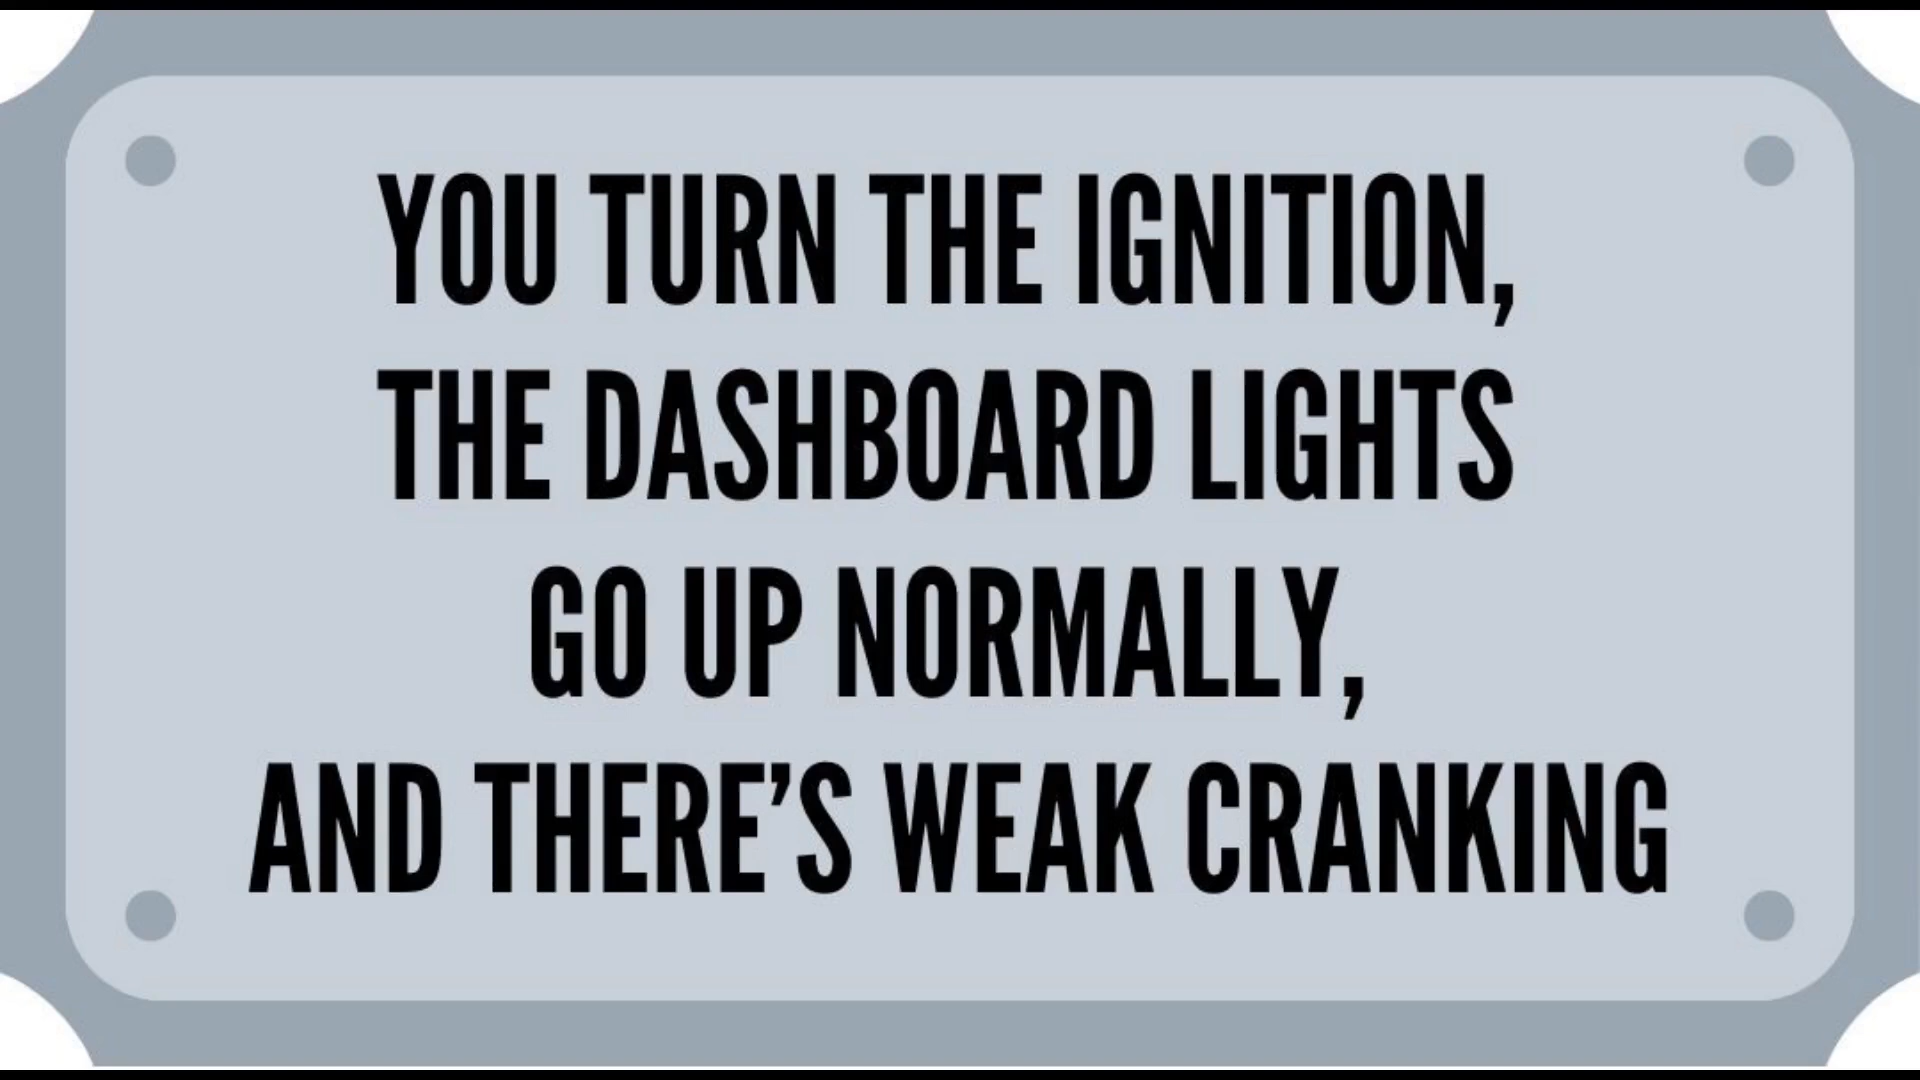 YOU TURN THE IGNITION,
THE DASHBOARD LIGHTS
GO UP NORMALLY,
AND THERE’S WEAK CRANKING